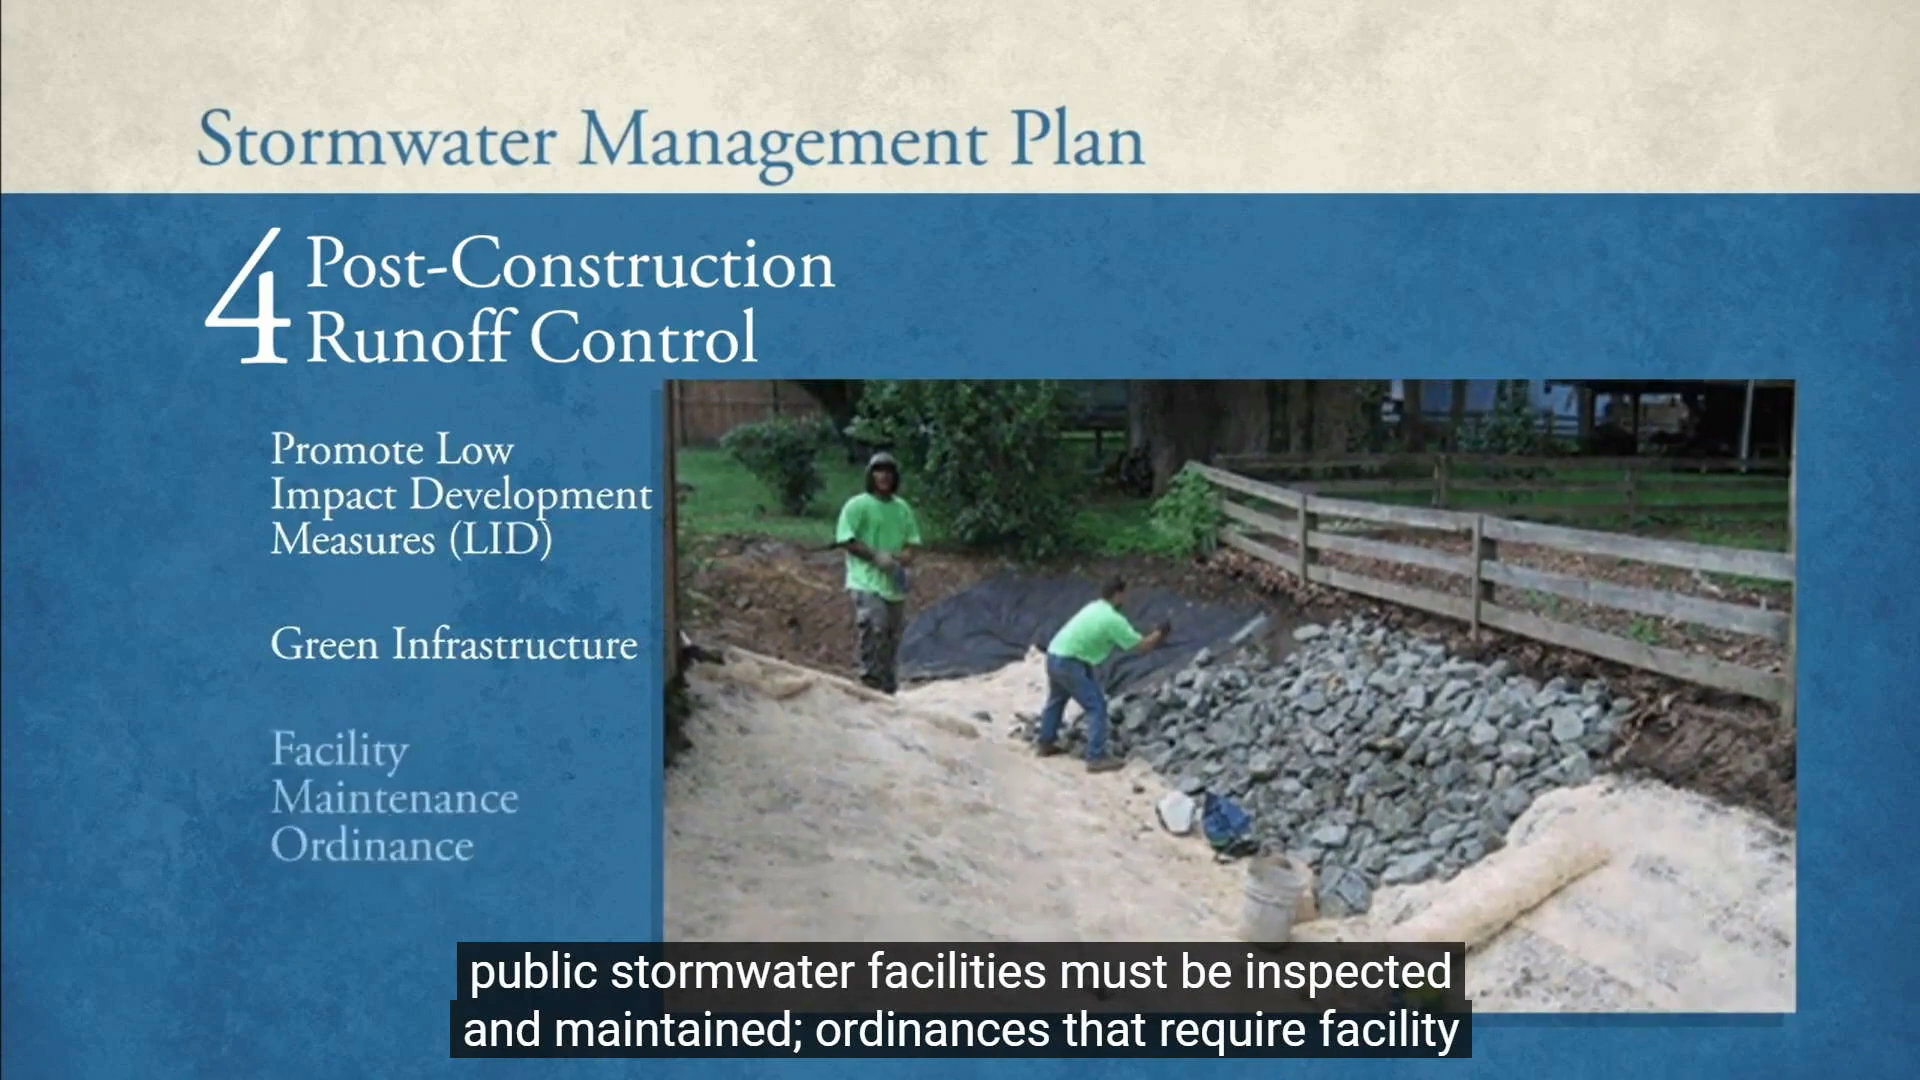 Stormwater Management Plan
4 Post-Construction
Runoff Control
Promote Low
Impact Development
Measures (LID)
Green Infrastructure
Facility
Maintenance
Ordinance
public stormwater facilities must be inspected
and maintained; ordinances that require facility